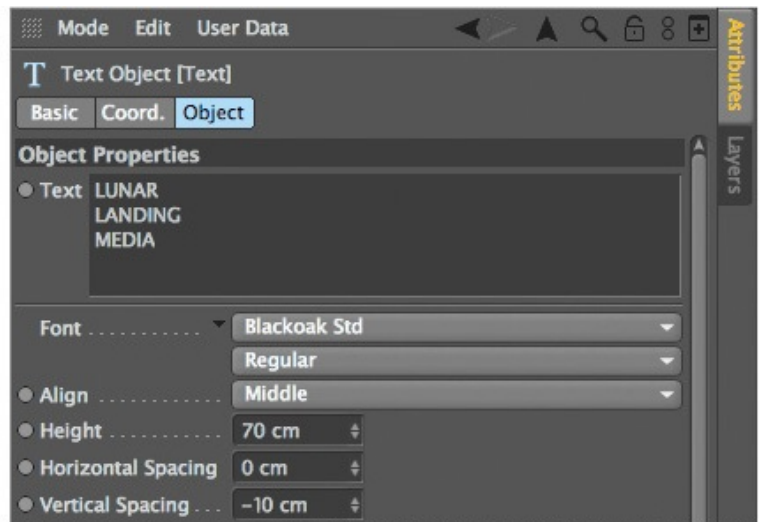 Mode Edit User Data
T Text Object [Text]
Basic Coord. Object
Object Properties
Text LUNAR
LANDING
MEDIA
Font . . . . . . . . . . . Blackoak Std
Regular
Align . . . . . . . . . . . . Middle
Height . . . . . . . . . . . 70 cm
Horizontal Spacing 0 cm
Vertical Spacing . . . −10 cm
Attributes
Layers